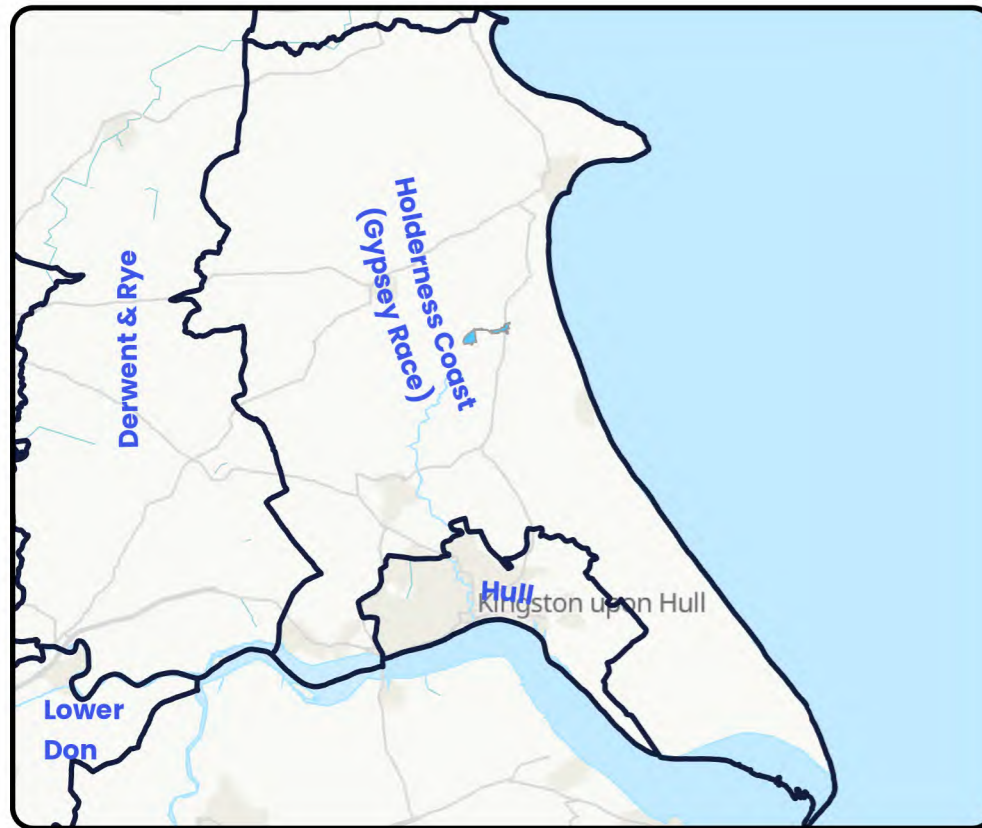 Holderness Coast
(Gypsey Race)
Derwent & Rye
Hull
Kingston upon Hull
Lower
Don